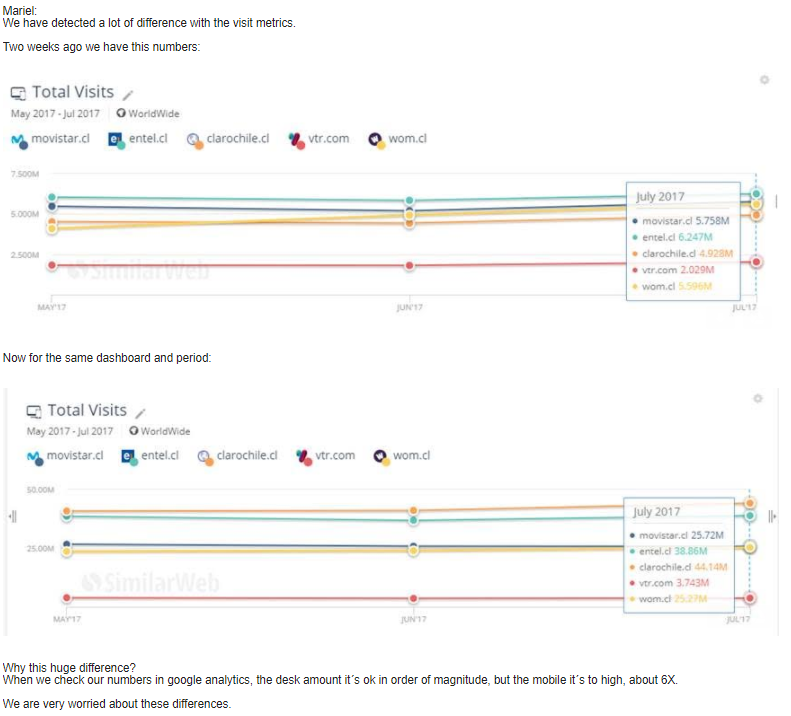 Mariel:
We have detected a lot of difference with the visit metrics.
Two weeks ago we have this numbers:
Total Visits
May 2017 - Jul 2017 WorldWide
movistar.cl entel.cl clarochile.cl vtr.com wom.cl
7.500M
5.000M
2.500M
SimilarWeb
July 2017
movistar.cl 5.758M
entel.cl 6.247M
clarochile.cl 4.928M
vtr.com 2.029M
wom.cl 5.596M
MAY'17 JUN'17 JUL'17
Now for the same dashboard and period:
Total Visits
May 2017 - Jul 2017 WorldWide
movistar.cl entel.cl clarochile.cl vtr.com wom.cl
50.00M
25.00M
SimilarWeb
July 2017
movistar.cl 25.72M
entel.cl 38.86M
clarochile.cl 44.14M
vtr.com 3.743M
wom.cl 25.27M
MAY'17 JUN'17 JUL'17
Why this huge difference?
When we check our numbers in google analytics, the desk amount it´s ok in order of magnitude, but the mobile it´s to high, about 6X.
We are very worried about these differences.